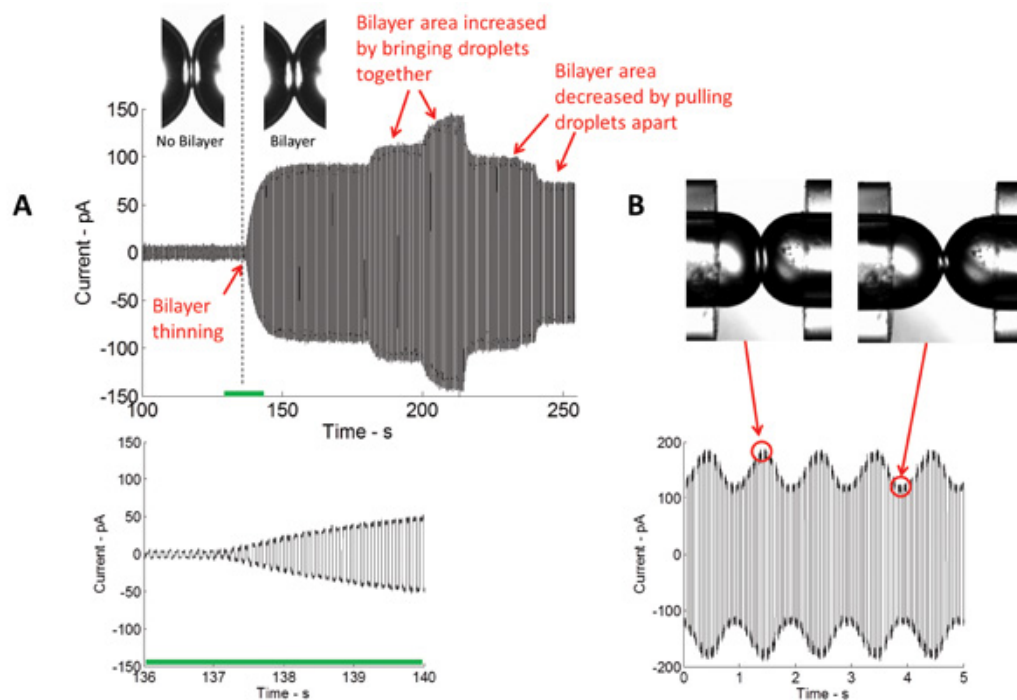 Bilayer area increased
by bringing droplets
together
Bilayer area
decreased by pulling
droplets apart
No Bilayer
Bilayer
A
150
100
50
0
-50
-100
-150
Current - pA
Bilayer
thinning
100
150
200
250
Time - s
150
100
50
0
-50
-100
-150
Current - pA
136
137
138
139
140
Time - s
B
200
100
0
-100
-200
Current - pA
0
1
2
3
4
5
Time - s